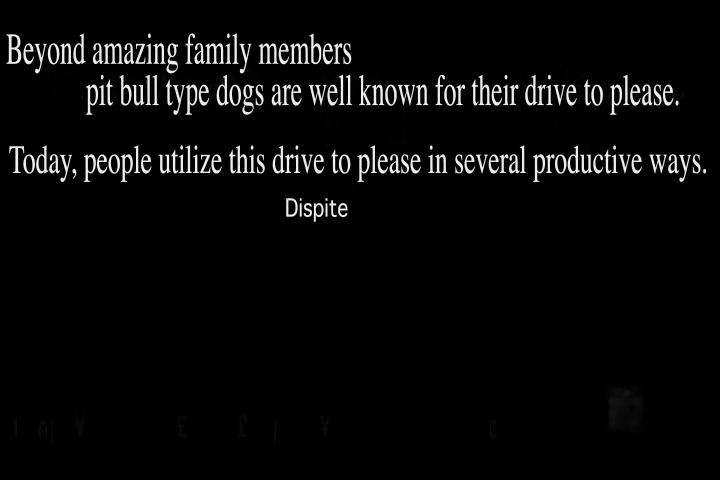 Beyond amazing family members
pit bull type dogs are well known for their drive to please.
Today, people utilize this drive to please in several productive ways.
Dispite